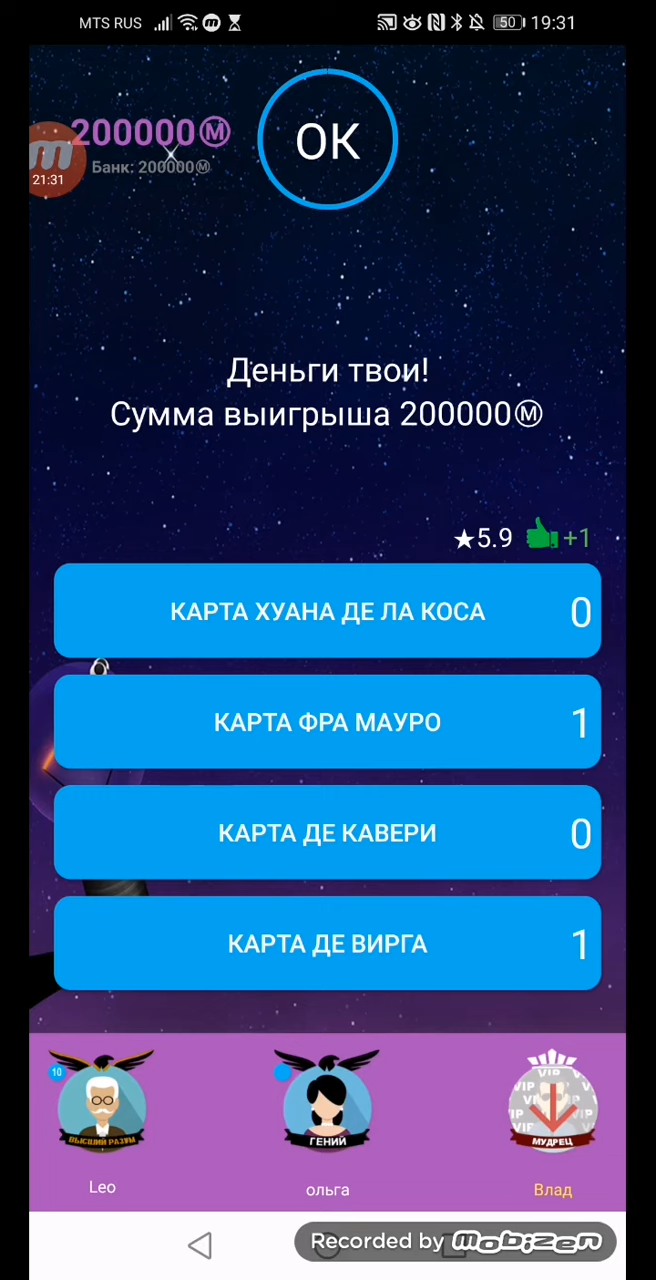 MTS RUS
50
19:31
200000Ⓜ
Банк: 200000Ⓜ
m
21:31
ОК
Деньги твои!
Сумма выигрыша 200000Ⓜ
★5.9 +1
КАРТА ХУАНА ДЕ ЛА КОСА 0
КАРТА ФРА МАУРО 1
КАРТА ДЕ КАВЕРИ 0
КАРТА ДЕ ВИРГА 1
10
ВЫСШИЙ РАЗУМ
ГЕНИЙ
VIP
МУДРЕЦ
Leo
ольга
Влад
Recorded by mobizen